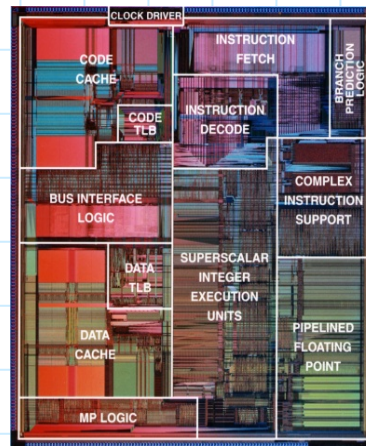 CLOCK DRIVER
CODE
CACHE
INSTRUCTION
FETCH
BRANCH
PREDICTION
LOGIC
CODE
TLB
INSTRUCTION
DECODE
BUS INTERFACE
LOGIC
COMPLEX
INSTRUCTION
SUPPORT
DATA
TLB
SUPERSCALAR
INTEGER
EXECUTION
UNITS
DATA
CACHE
PIPELINED
FLOATING
POINT
MP LOGIC